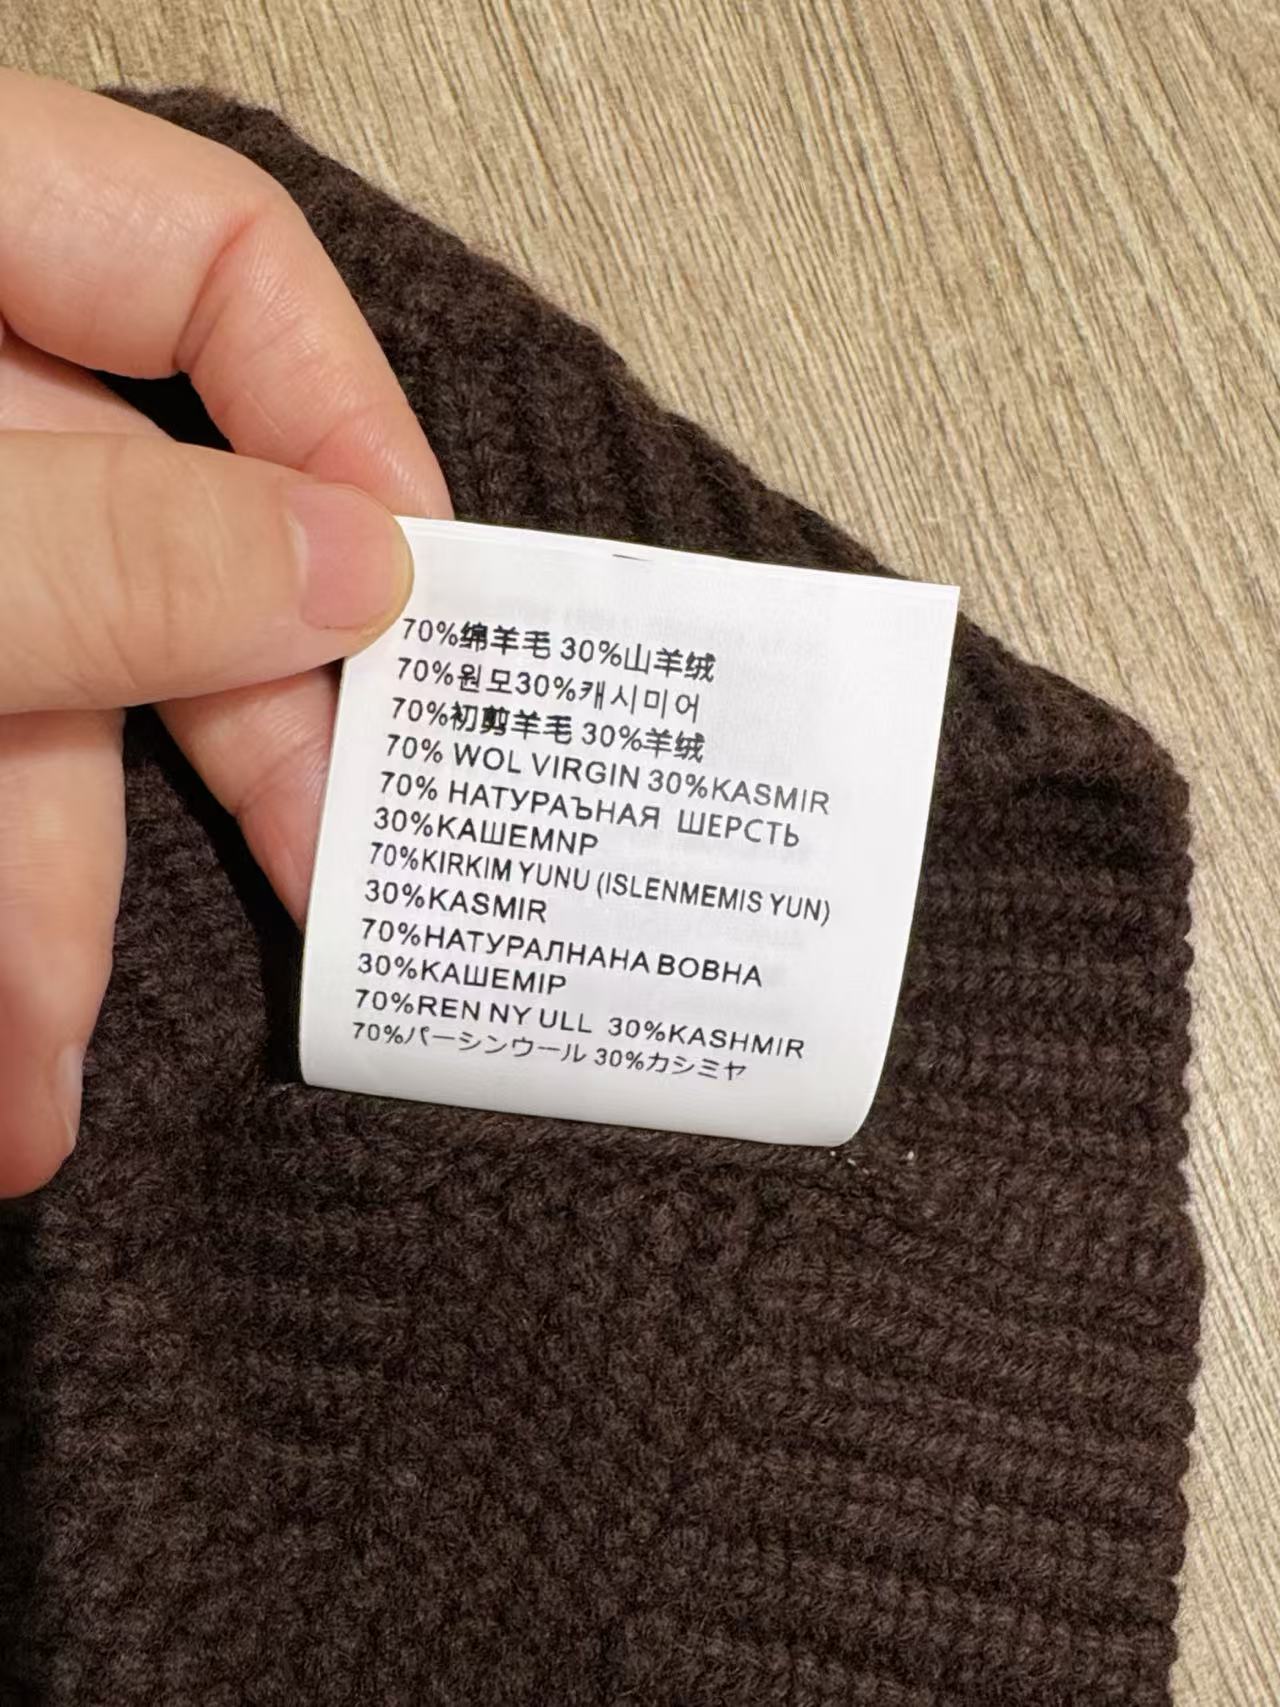 70%绵羊毛 30%山羊绒
70%원모30%캐시미어
70%初剪羊毛 30%羊绒
70% WOL VIRGIN 30%KASMIR
70% НАТУРАЪНАЯ ШЕРСТЬ
30%КАШЕМNР
70%KIRKIM YUNU (ISLENMEMIS YUN)
30%KASMIR
70%НАТУРАЛНАНА ВОВНА
30%КАШЕМІР
70%REN NY ULL 30%KASHMIR
70%パーシンウール 30%カシミヤ